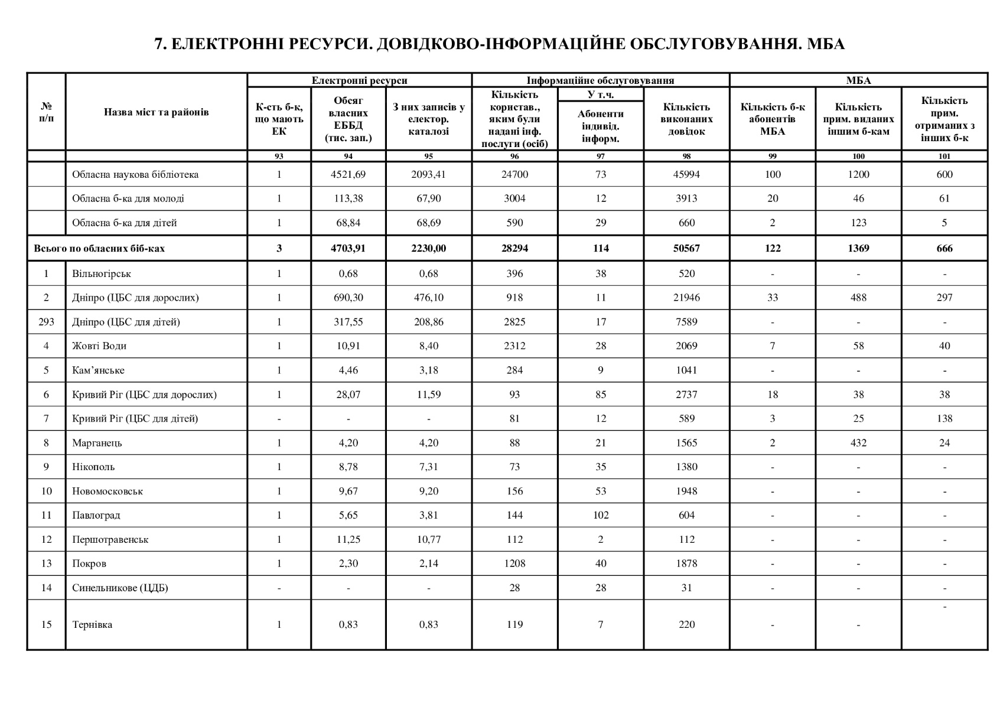 7. ЕЛЕКТРОННІ РЕСУРСИ. ДОВІДКОВО-ІНФОРМАЦІЙНЕ ОБСЛУГОВУВАННЯ. МБА
№ п/п
Назва міст та районів
Електронні ресурси
Інформаційне обслуговування
МБА
К-сть б-к,
що мають
ЕК
Обсяг
власних
ЕББД
(тис. зап.)
З них записів у
електор.
каталозі
Кількість
користав.,
яким були
надані інф.
послуги (осіб)
У т.ч.
Абоненти
індивід.
інформ.
Кількість
виконаних
довідок
Кількість б-к
абонентів
МБА
Кількість
прим. виданих
іншим б-кам
Кількість
прим.
отриманих з
інших б-к
93 94 95 96 97 98 99 100 101
Обласна наукова бібліотека 1 4521,69 2093,41 24700 73 45994 100 1200 600
Обласна б-ка для молоді 1 113,38 67,90 3004 12 3913 20 46 61
Обласна б-ка для дітей 1 68,84 68,69 590 29 660 2 123 5
Всього по обласних біб-ках 3 4703,91 2230,00 28294 114 50567 122 1369 666
1 Вільногірськ 1 0,68 0,68 396 38 520 - - -
2 Дніпро (ЦБС для дорослих) 1 690,30 476,10 918 11 21946 33 488 297
293 Дніпро (ЦБС для дітей) 1 317,55 208,86 2825 17 7589 - - -
4 Жовті Води 1 10,91 8,40 2312 28 2069 7 58 40
5 Кам’янське 1 4,46 3,18 284 9 1041 - - -
6 Кривий Ріг (ЦБС для дорослих) 1 28,07 11,59 93 85 2737 18 38 38
7 Кривий Ріг (ЦБС для дітей) - - - 81 12 589 3 25 138
8 Марганець 1 4,20 4,20 88 21 1565 2 432 24
9 Нікополь 1 8,78 7,31 73 35 1380 - - -
10 Новомосковськ 1 9,67 9,20 156 53 1948 - - -
11 Павлоград 1 5,65 3,81 144 102 604 - - -
12 Першотравенськ 1 11,25 10,77 112 2 112 - - -
13 Покров 1 2,30 2,14 1208 40 1878 - - -
14 Синельникове (ЦДБ) - - - 28 28 31 - - -
15 Тернівка 1 0,83 0,83 119 7 220 - - -